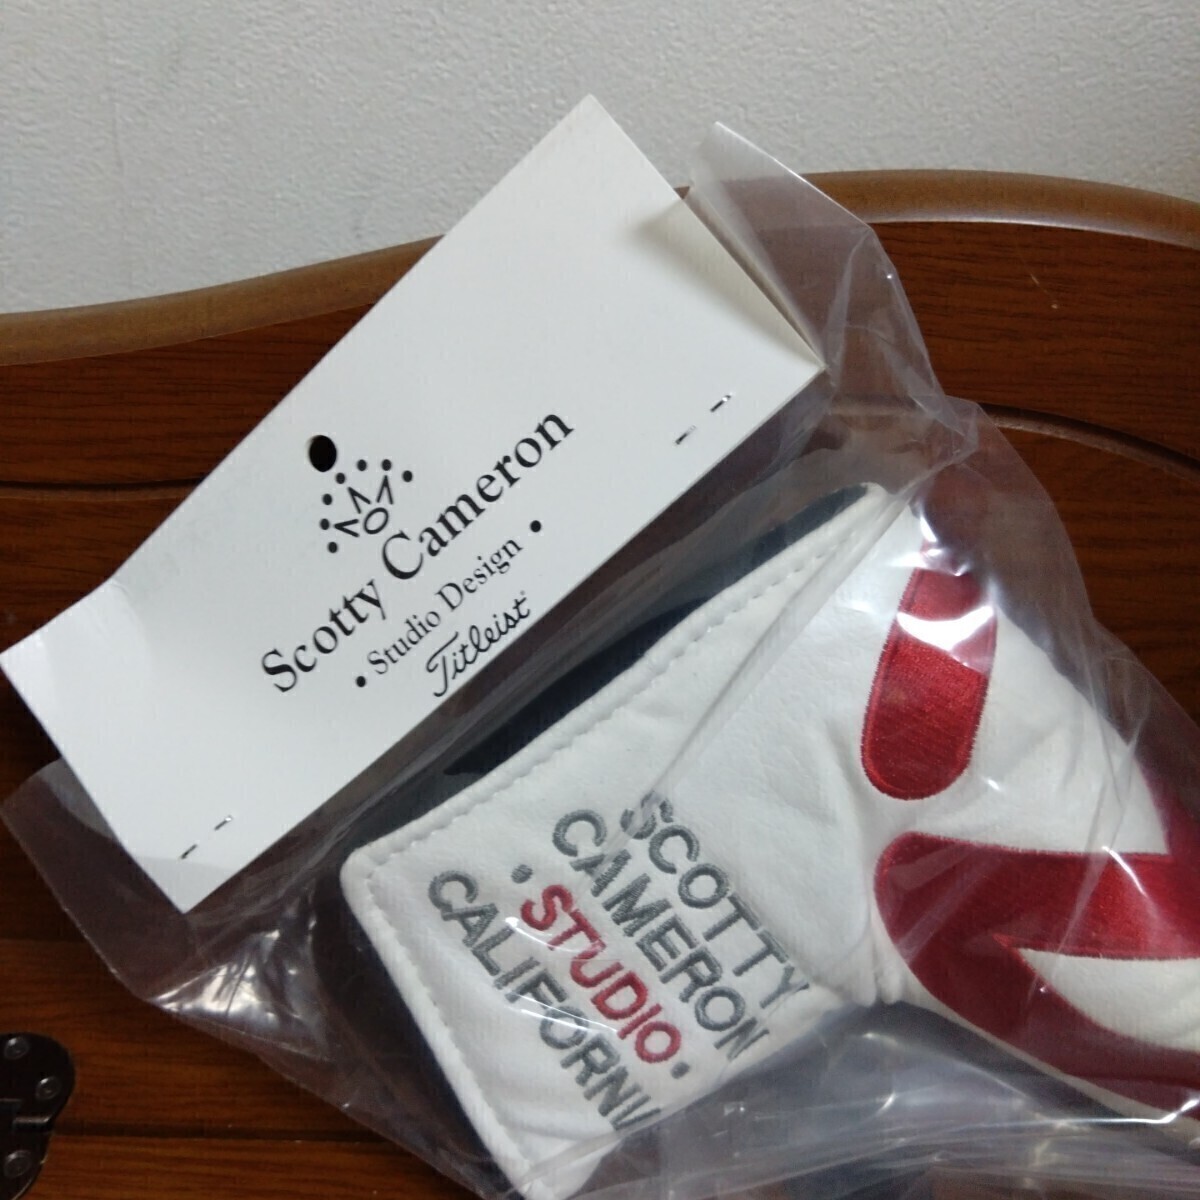 Scotty Cameron
• Studio Design •
Titleist®
SCOTTY
CAMERON
• STUDIO •
CALIFORNIA